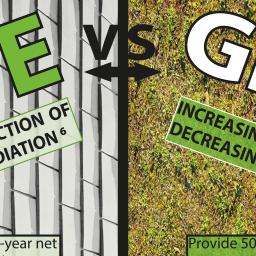 E VS G
CTION OF
DIATION 6
INCREASIN
DECREASIN
-year net
Provide 50